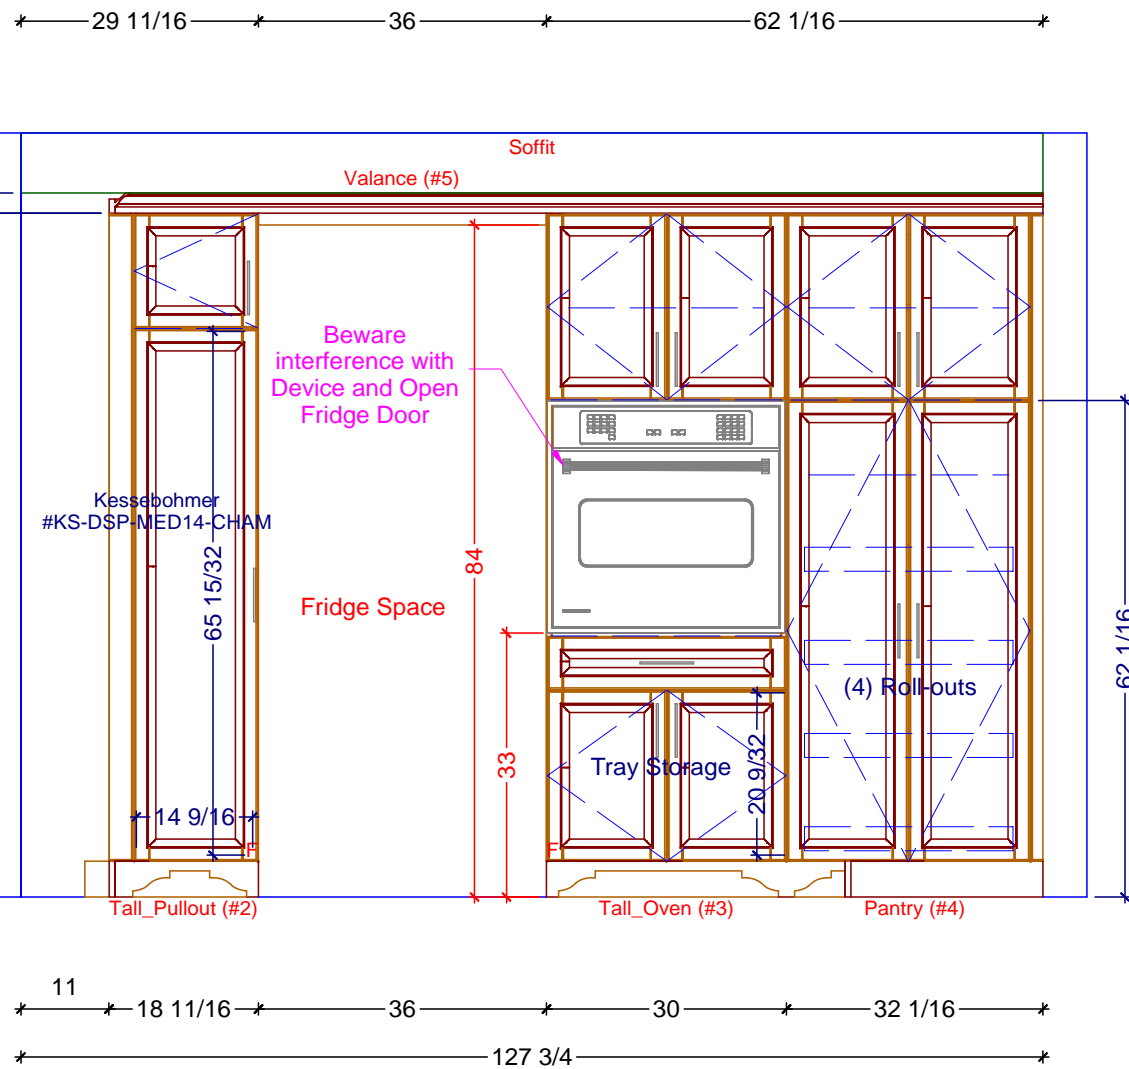 29 11/16
36
62 1/16
Soffit
Valance (#5)
Beware
interference with
Device and Open
Fridge Door
Kessebohmer
#KS-DSP-MED14-CHAM
65 15/32
84
Fridge Space
62 1/16
(4) Roll-outs
33
Tray Storage
20 9/32
14 9/16
F
F
Tall_Pullout (#2)
Tall_Oven (#3)
Pantry (#4)
11
18 11/16
36
30
32 1/16
127 3/4